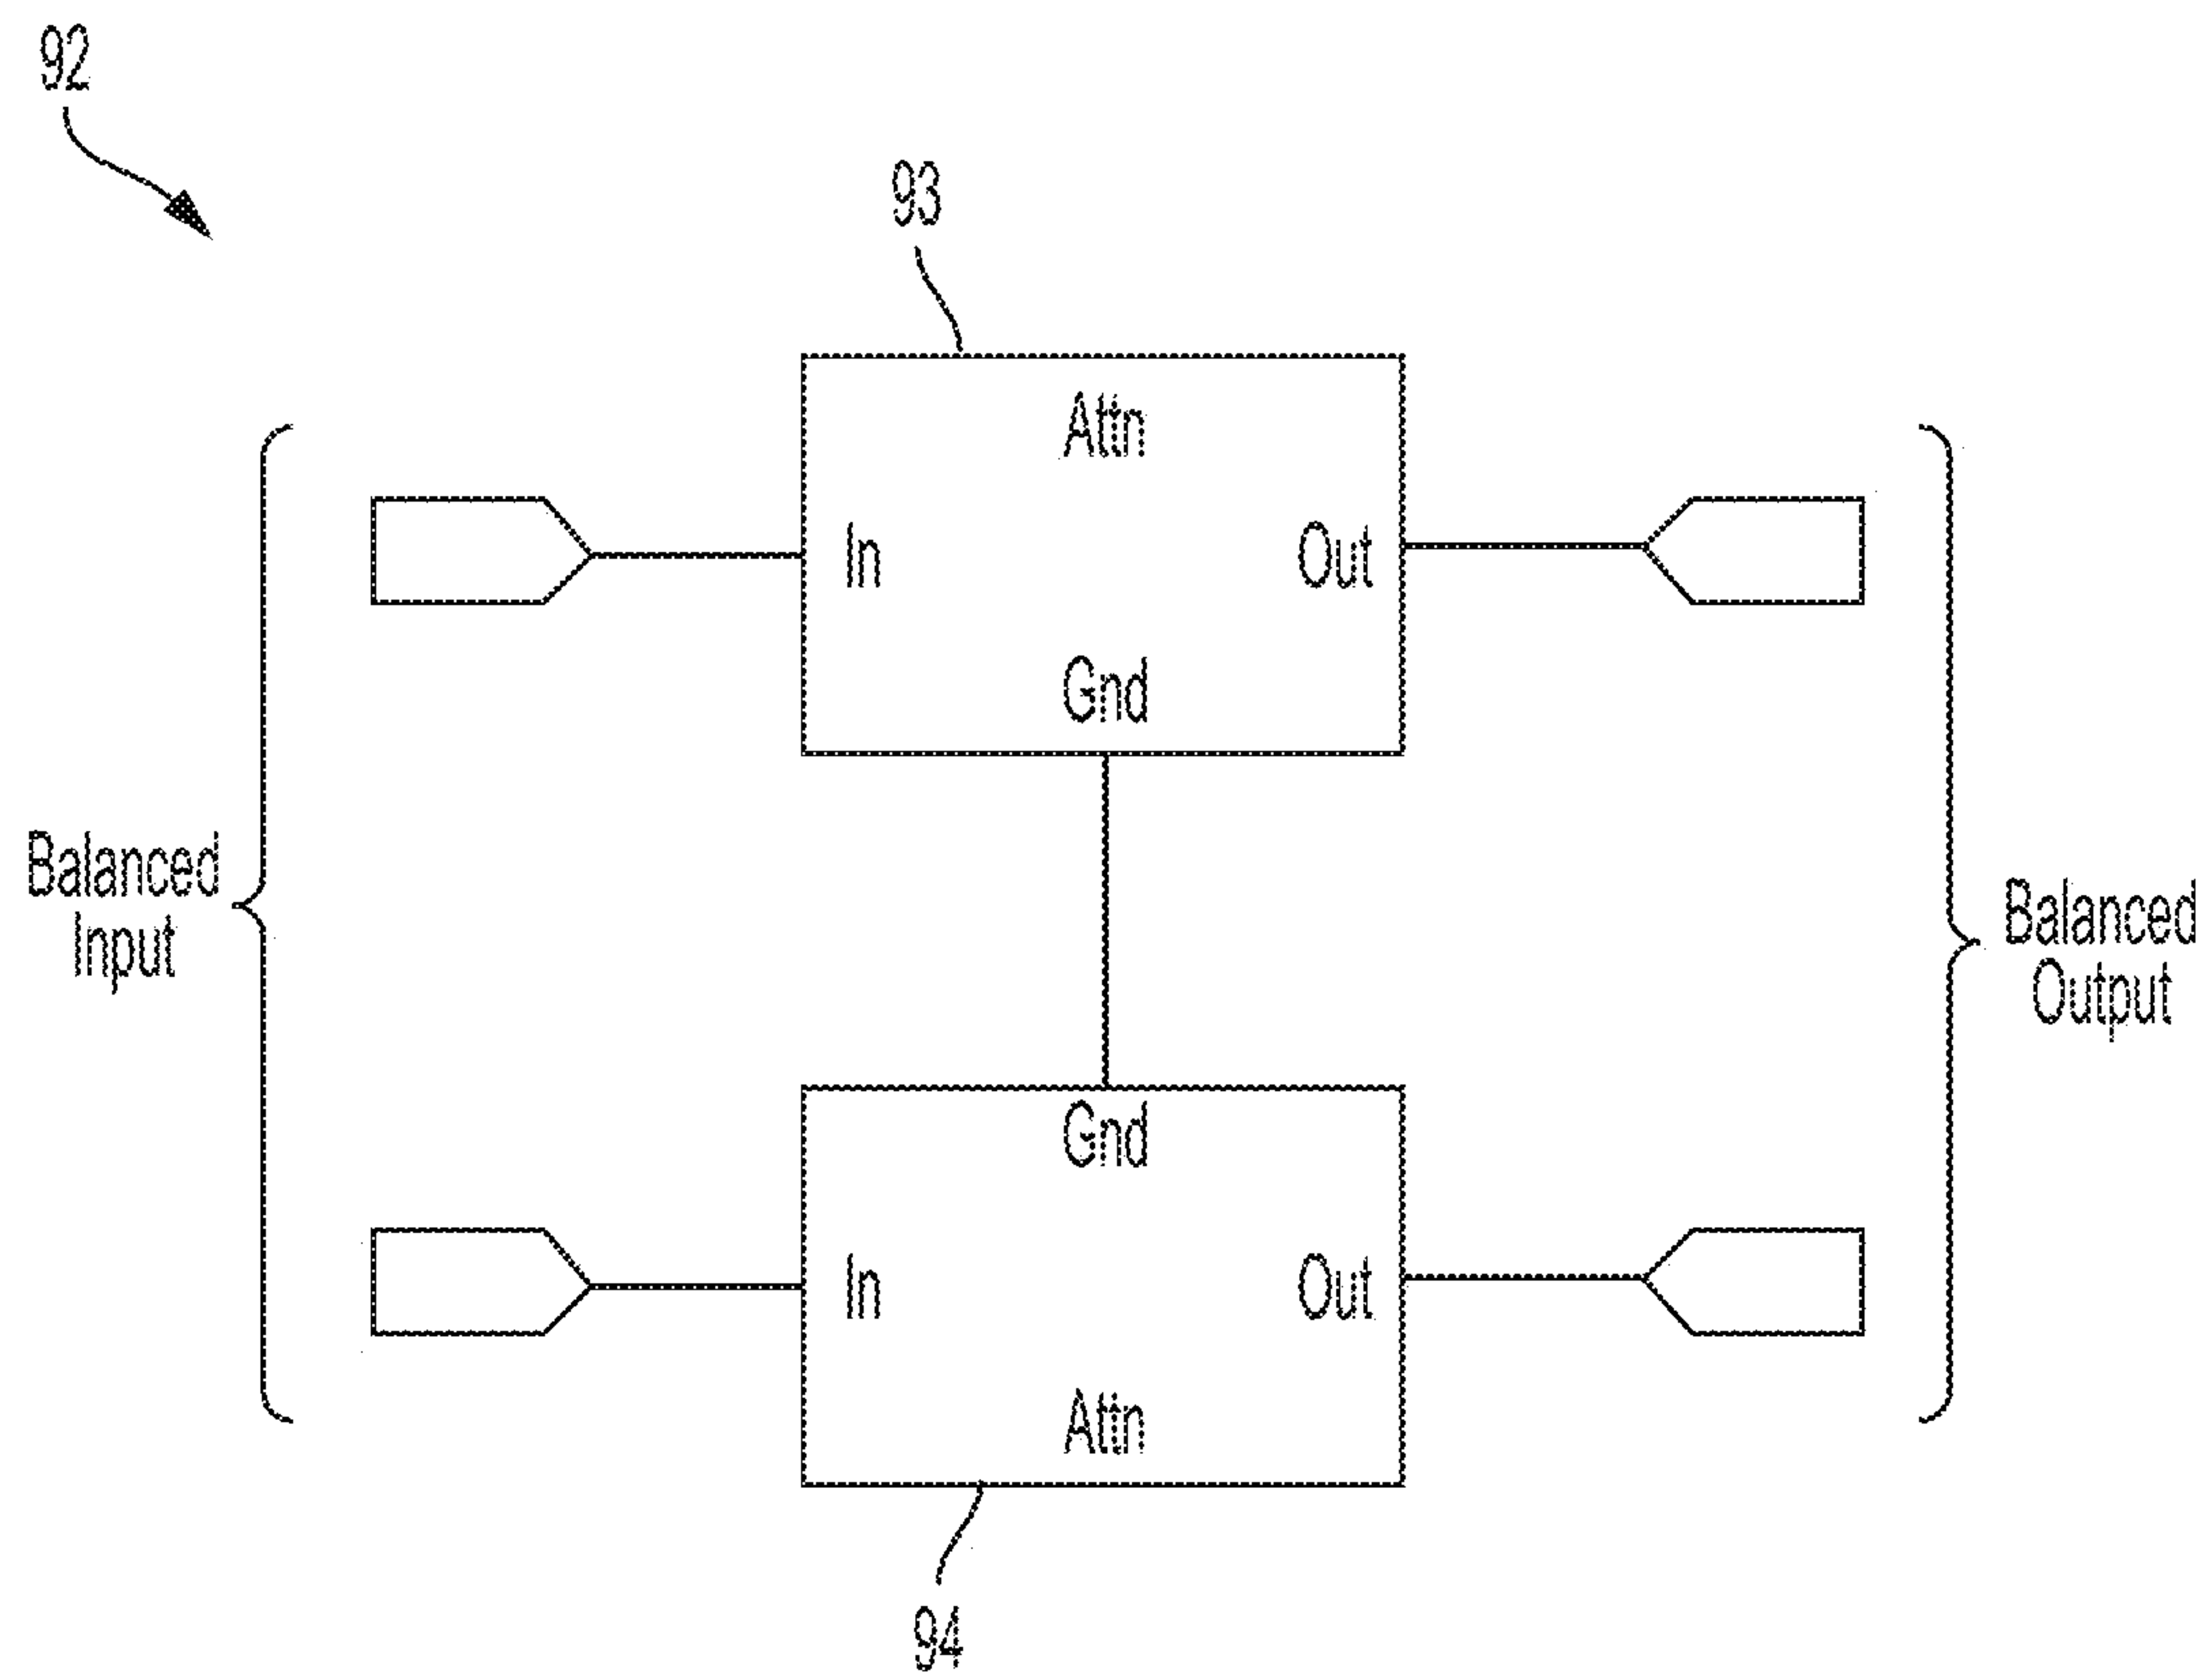 92
93
Attn
In
Out
Gnd
Balanced
Input
Balanced
Output
Gnd
In
Out
Attn
94